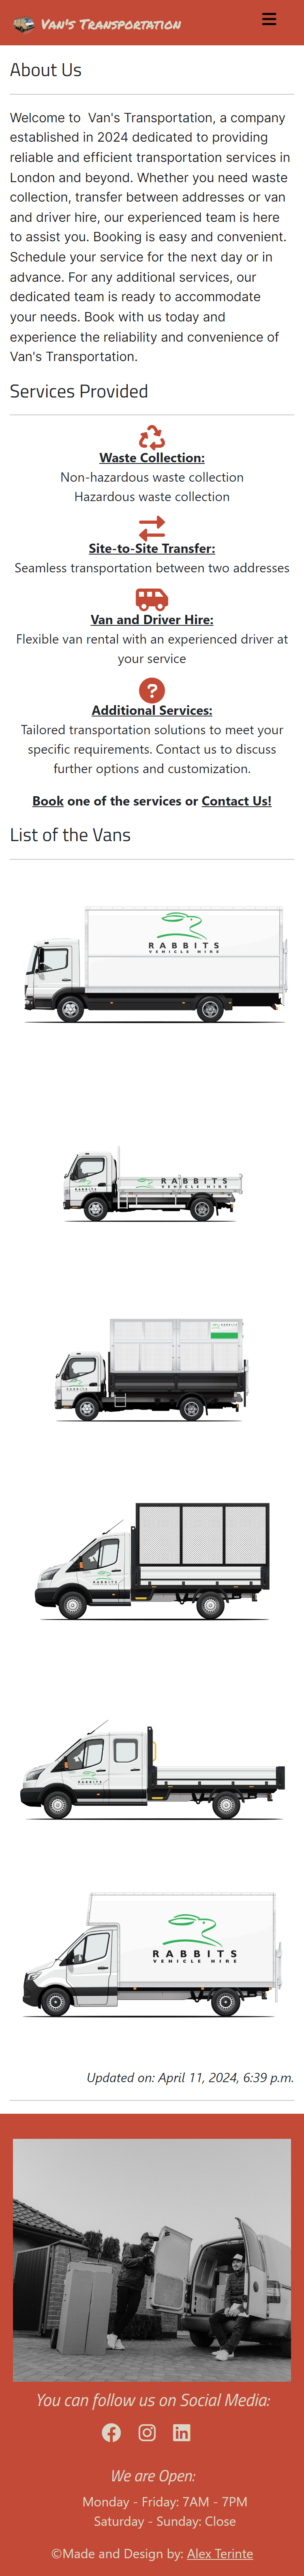 Van's Transportation
About Us
Welcome to  Van's Transportation, a company
established in 2024 dedicated to providing
reliable and efficient transportation services in
London and beyond. Whether you need waste
collection, transfer between addresses or van
and driver hire, our experienced team is here
to assist you. Booking is easy and convenient.
Schedule your service for the next day or in
advance. For any additional services, our
dedicated team is ready to accommodate
your needs. Book with us today and
experience the reliability and convenience of
Van's Transportation.
Services Provided
Waste Collection:
Non-hazardous waste collection
Hazardous waste collection
Site-to-Site Transfer:
Seamless transportation between two addresses
Van and Driver Hire:
Flexible van rental with an experienced driver at
your service
?
Additional Services:
Tailored transportation solutions to meet your
specific requirements. Contact us to discuss
further options and customization.
Book one of the services or Contact Us!
List of the Vans
RABBITS
VEHICLE HIRE
RABBITS
RABBITS
VEHICLE HIRE
RABBITS
RABBITS
RABBITS
RABBITS
RABBITS
VEHICLE HIRE
Updated on: April 11, 2024, 6:39 p.m.
You can follow us on Social Media:
We are Open:
Monday - Friday: 7AM - 7PM
Saturday - Sunday: Close
©Made and Design by: Alex Terinte